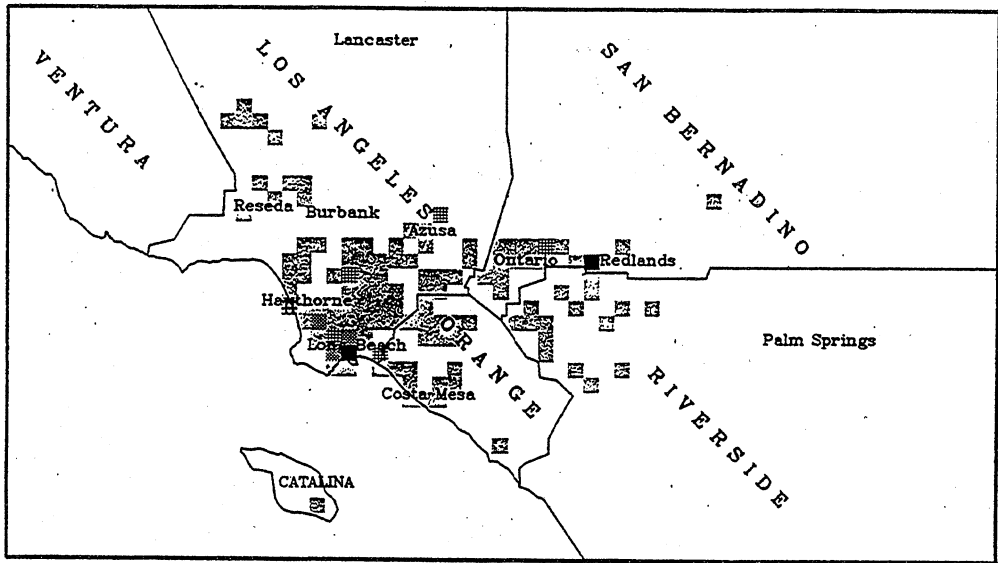 Lancaster
VENTURA
LOS ANGELES
SAN BERNADINO
Reseda
Burbank
Azusa
Ontario
Redlands
Hawthorne
Long Beach
ORANGE
Palm Springs
Costa Mesa
RIVERSIDE
CATALINA